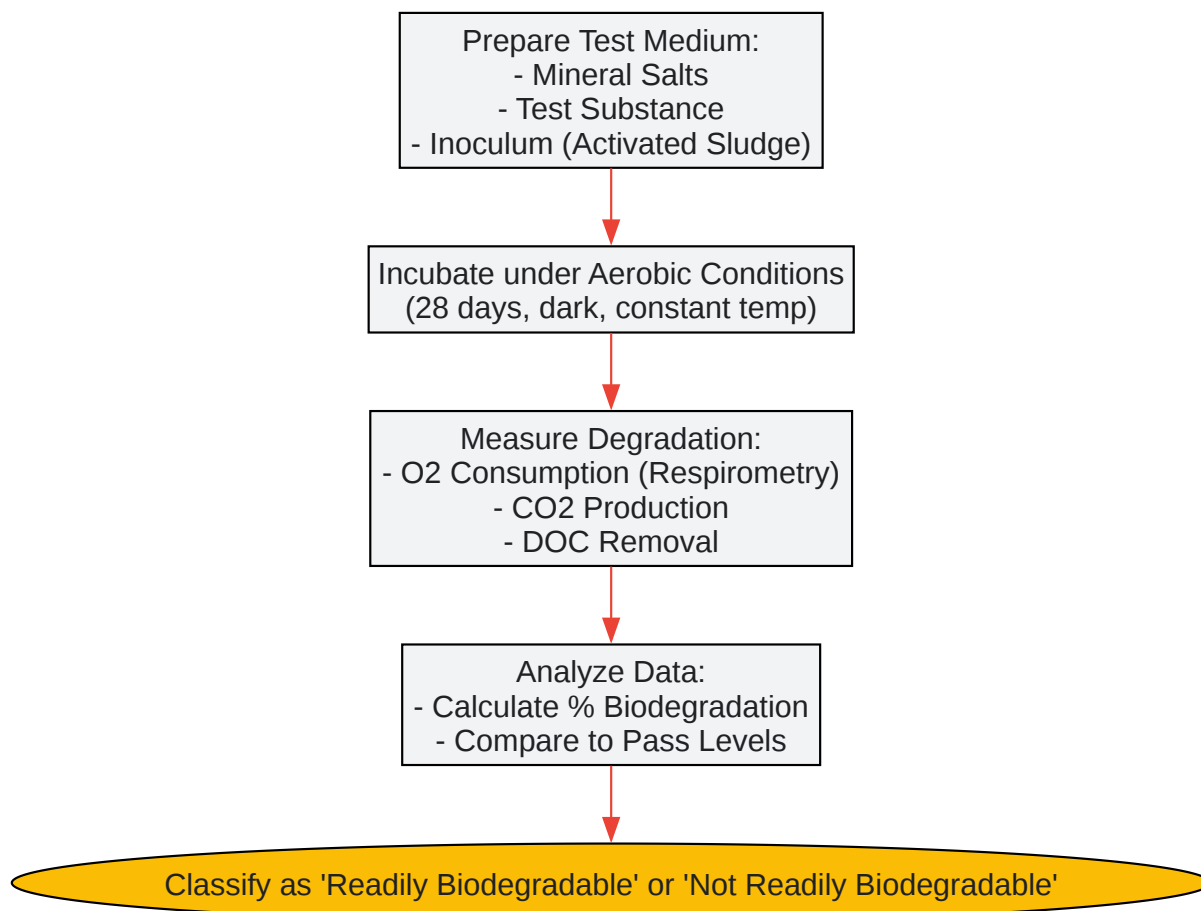 Prepare Test Medium:
- Mineral Salts
- Test Substance
- Inoculum (Activated Sludge)
Incubate under Aerobic Conditions
(28 days, dark, constant temp)
Measure Degradation:
- O2 Consumption (Respirometry)
- CO2 Production
- DOC Removal
Analyze Data:
- Calculate % Biodegradation
- Compare to Pass Levels
Classify as 'Readily Biodegradable' or 'Not Readily Biodegradable'